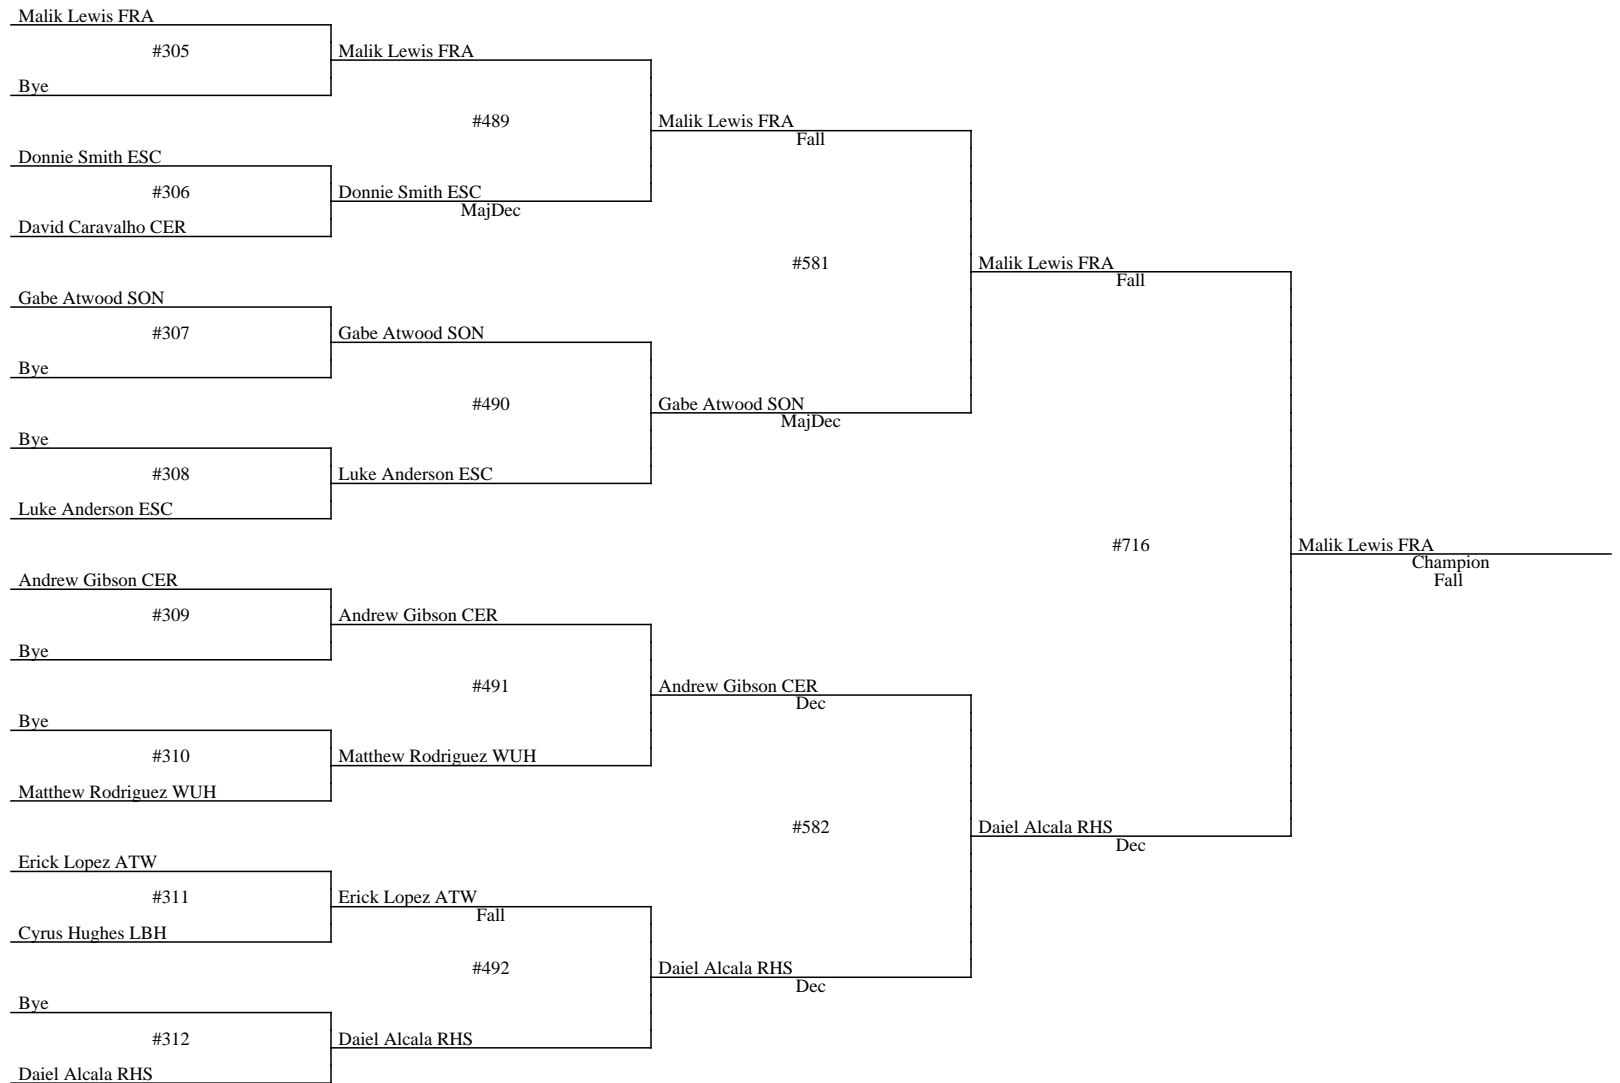 Malik Lewis FRA
#305
Malik Lewis FRA
Bye
#489
Malik Lewis FRA
Fall
Donnie Smith ESC
#306
Donnie Smith ESC
MajDec
David Caravalho CER
#581
Malik Lewis FRA
Fall
Gabe Atwood SON
#307
Gabe Atwood SON
Bye
#490
Gabe Atwood SON
MajDec
Bye
#308
Luke Anderson ESC
Luke Anderson ESC
#716
Malik Lewis FRA
Champion
Fall
Andrew Gibson CER
#309
Andrew Gibson CER
Bye
#491
Andrew Gibson CER
Dec
Bye
#310
Matthew Rodriguez WUH
Matthew Rodriguez WUH
#582
Daiel Alcala RHS
Dec
Erick Lopez ATW
#311
Erick Lopez ATW
Fall
Cyrus Hughes LBH
#492
Daiel Alcala RHS
Dec
Bye
#312
Daiel Alcala RHS
Daiel Alcala RHS